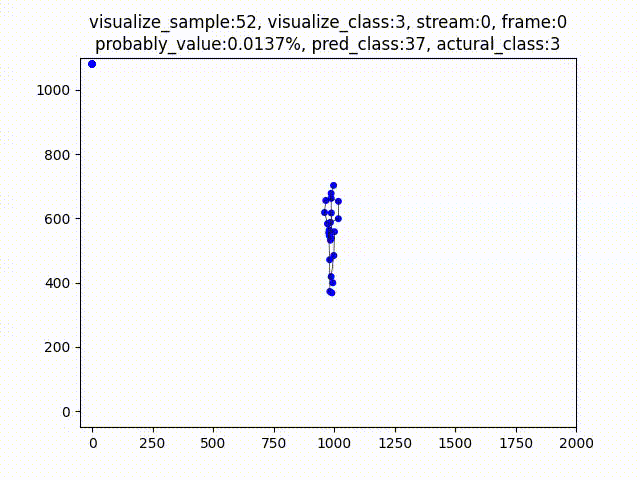 visualize_sample:52, visualize_class:3, stream:0, frame:0
probably_value:0.0137%, pred_class:37, actural_class:3
1000
800
600
400
200
0
0 250 500 750 1000 1250 1500 1750 2000